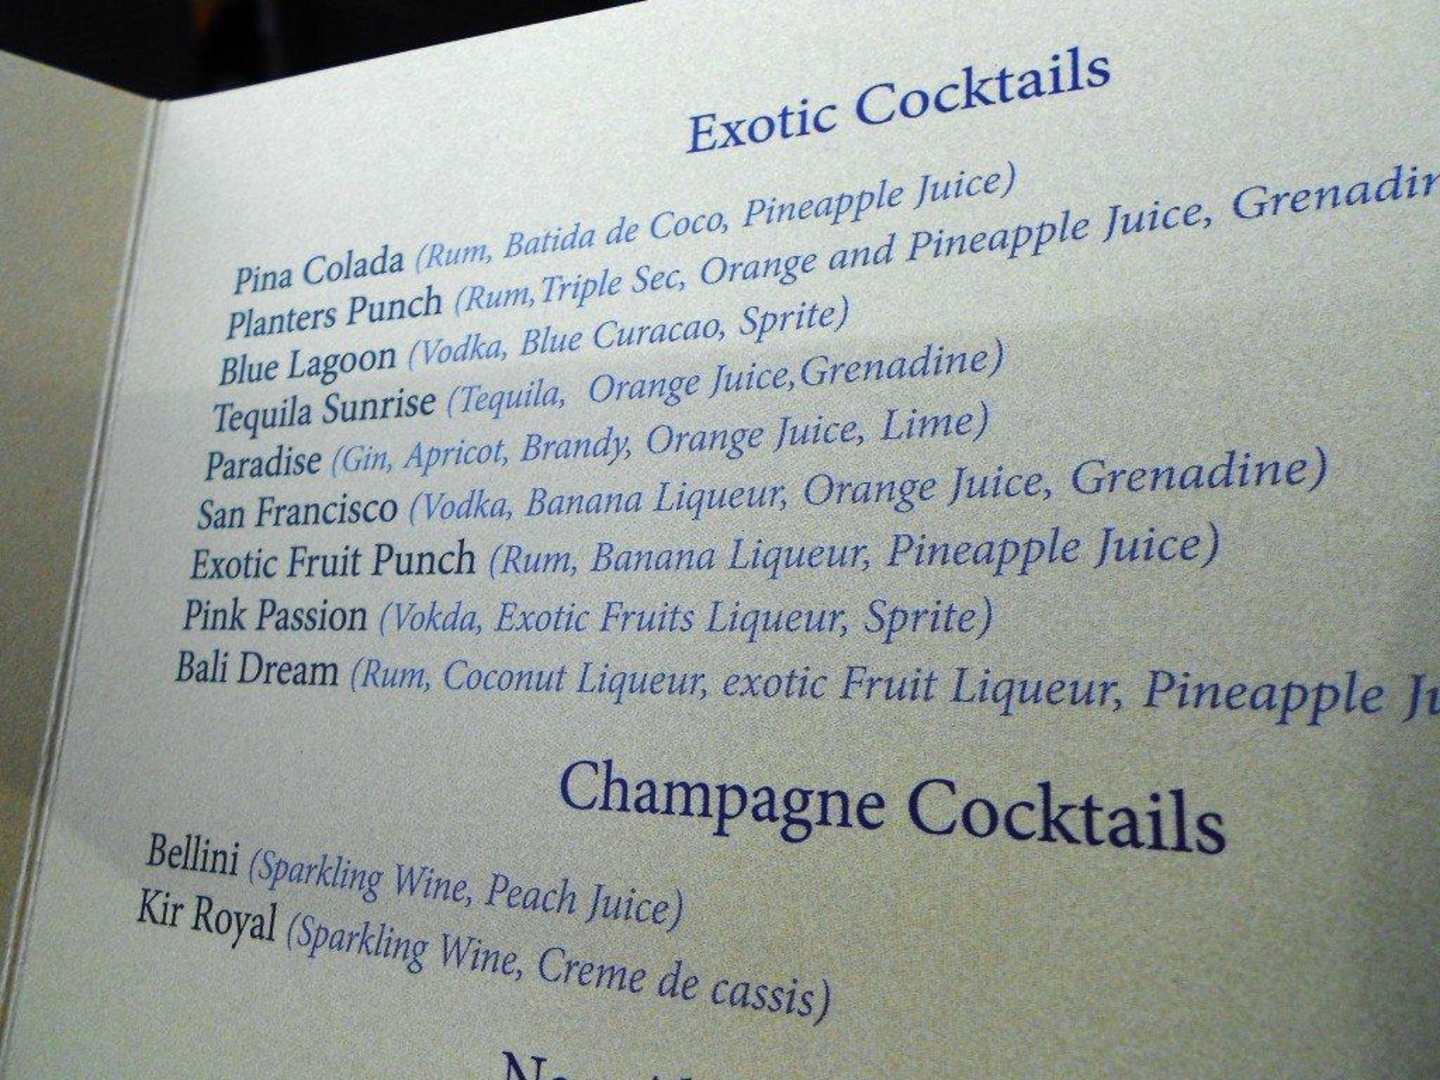 Exotic Cocktails
Pina Colada (Rum, Batida de Coco, Pineapple Juice)
Planters Punch (Rum,Triple Sec, Orange and Pineapple Juice, Grenadin
Blue Lagoon (Vodka, Blue Curacao, Sprite)
Tequila Sunrise (Tequila, Orange Juice,Grenadine)
Paradise (Gin, Apricot, Brandy, Orange Juice, Lime)
San Francisco (Vodka, Banana Liqueur, Orange Juice, Grenadine)
Exotic Fruit Punch (Rum, Banana Liqueur, Pineapple Juice)
Pink Passion (Vokda, Exotic Fruits Liqueur, Sprite)
Bali Dream (Rum, Coconut Liqueur, exotic Fruit Liqueur, Pineapple Ju
Champagne Cocktails
Bellini (Sparkling Wine, Peach Juice)
Kir Royal (Sparkling Wine, Creme de cassis)